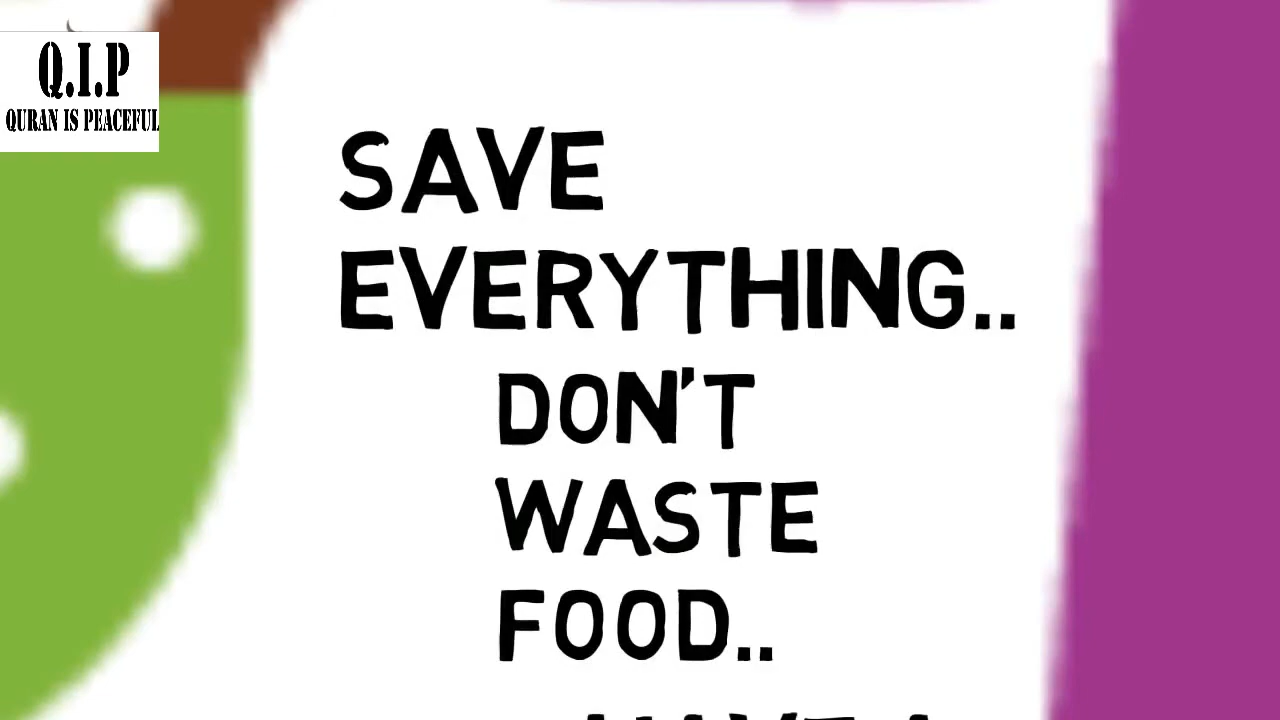 Q.I.P
QURAN IS PEACEFUL
SAVE
EVERYTHING..
DON'T
WASTE
FOOD..